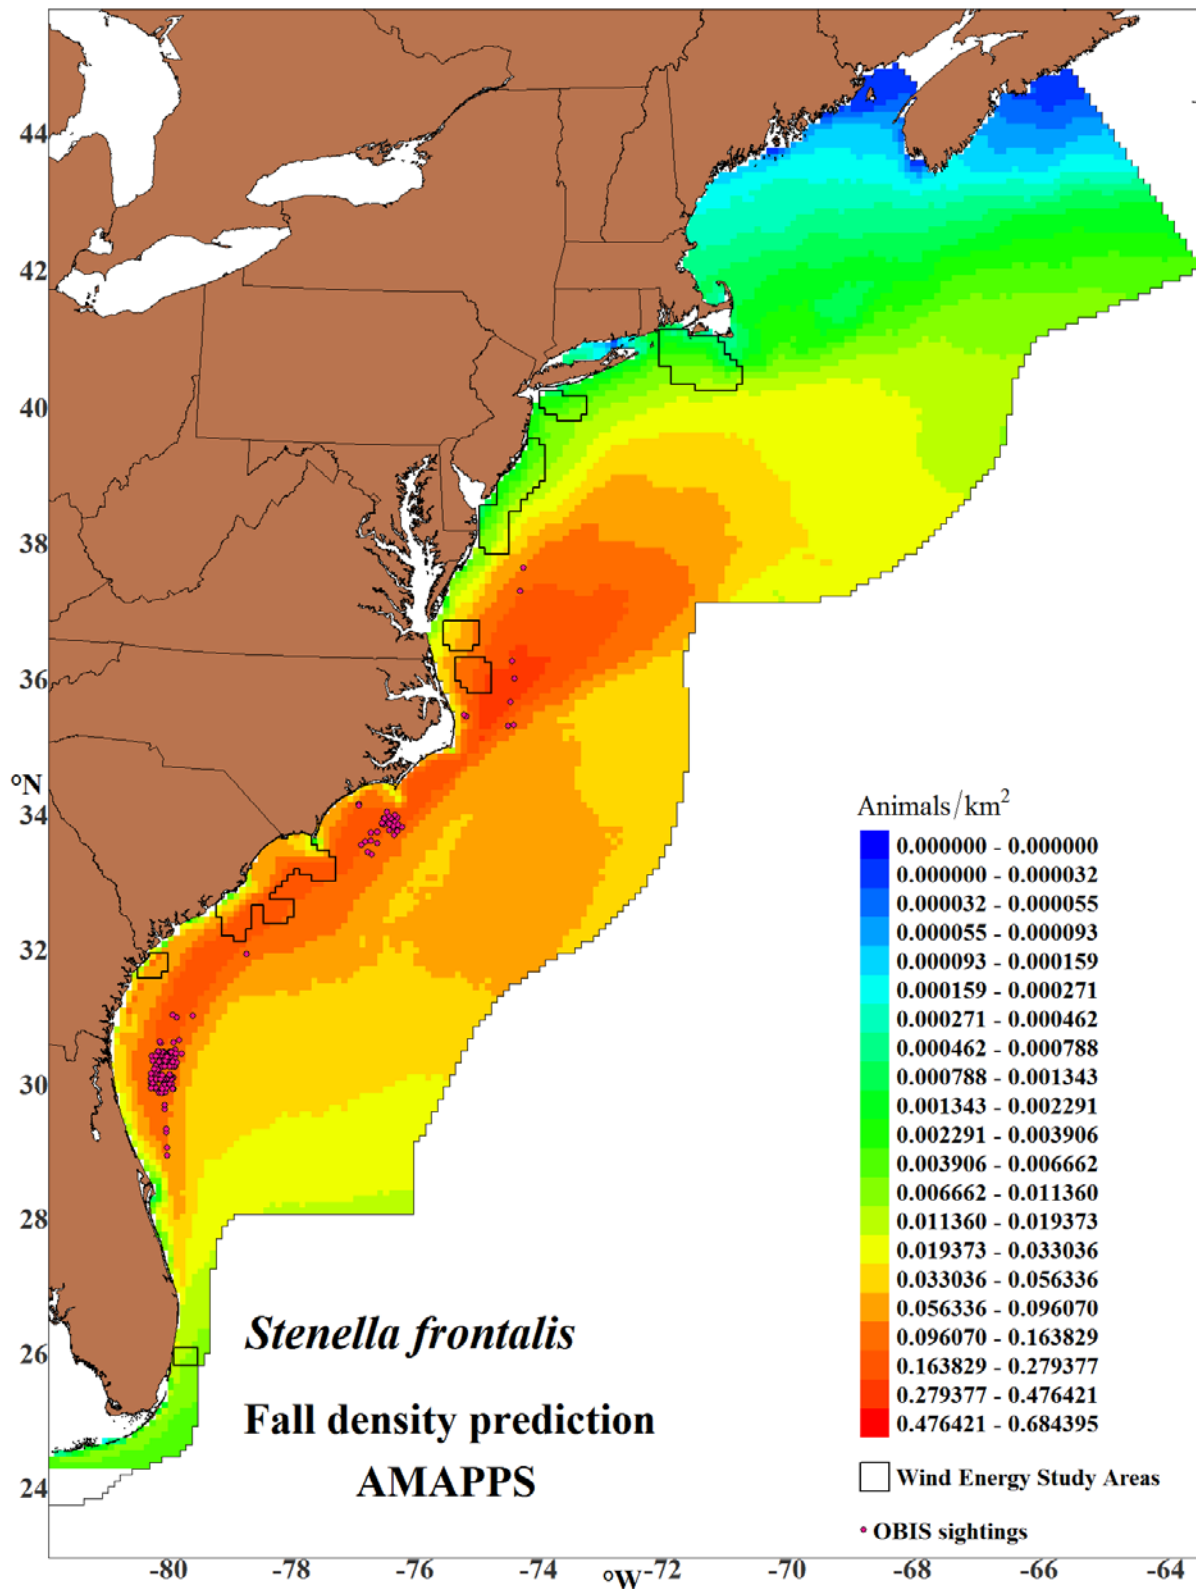 44
42
40
38
36
°N
34
32
30
28
26
24
Animals/km²
0.000000 - 0.000000
0.000000 - 0.000032
0.000032 - 0.000055
0.000055 - 0.000093
0.000093 - 0.000159
0.000159 - 0.000271
0.000271 - 0.000462
0.000462 - 0.000788
0.000788 - 0.001343
0.001343 - 0.002291
0.002291 - 0.003906
0.003906 - 0.006662
0.006662 - 0.011360
0.011360 - 0.019373
0.019373 - 0.033036
0.033036 - 0.056336
0.056336 - 0.096070
0.096070 - 0.163829
0.163829 - 0.279377
0.279377 - 0.476421
0.476421 - 0.684395
Wind Energy Study Areas
OBIS sightings
Stenella frontalis
Fall density prediction
AMAPPS
-80 -78 -76 -74 °W -72 -70 -68 -66 -64